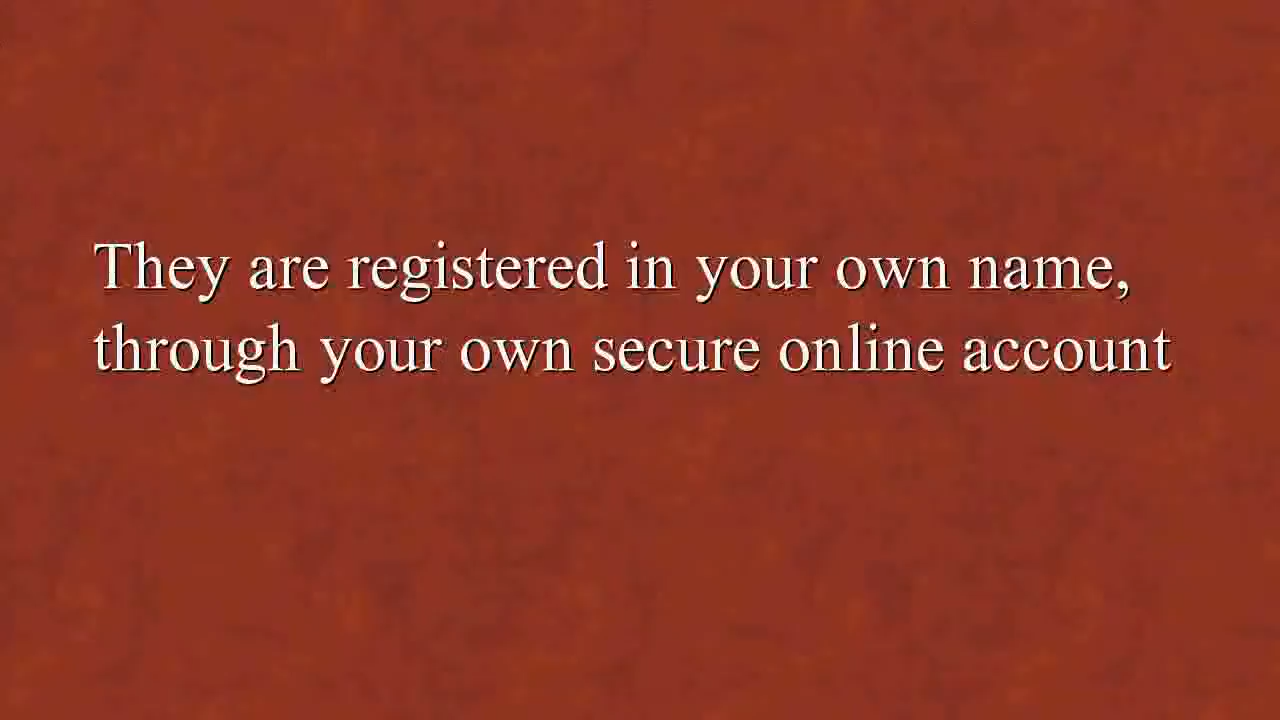 They are registered in your own name,
through your own secure online account